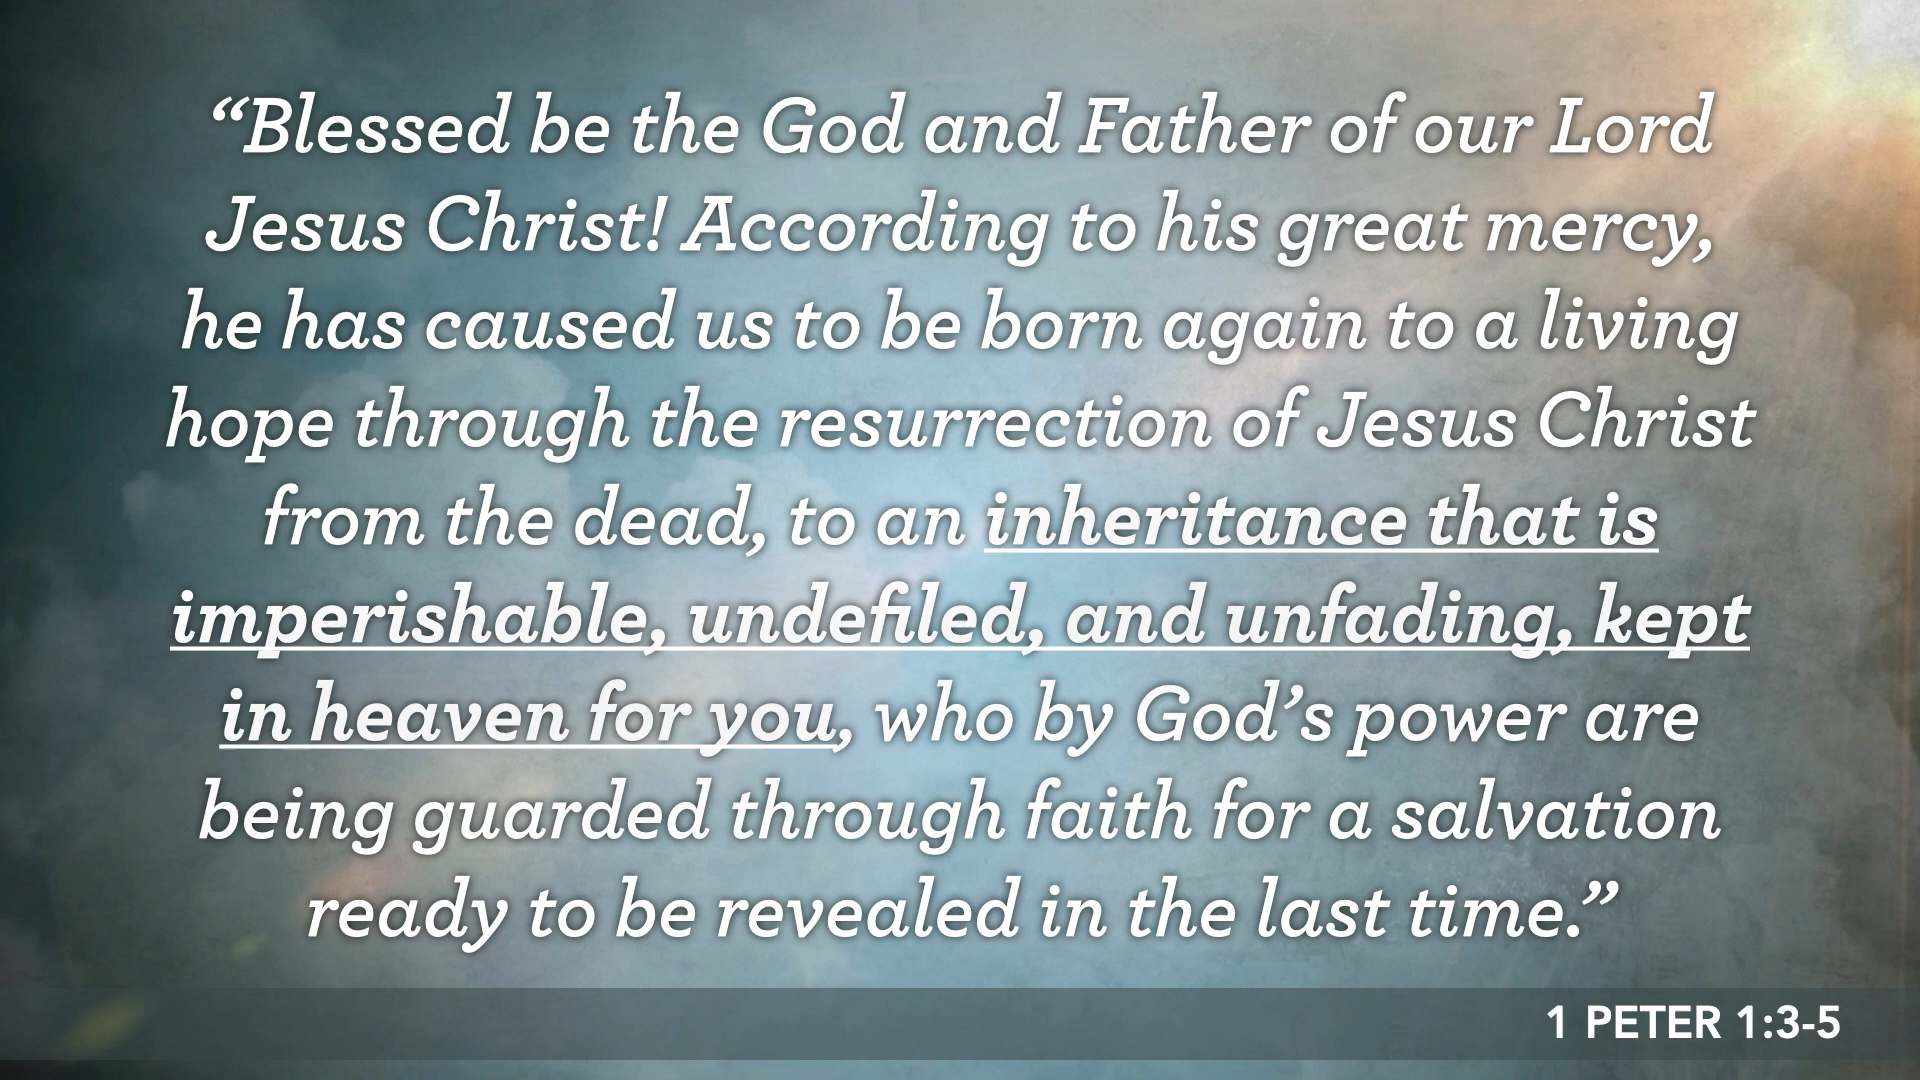 “Blessed be the God and Father of our Lord
Jesus Christ! According to his great mercy,
he has caused us to be born again to a living
hope through the resurrection of Jesus Christ
from the dead, to an inheritance that is
imperishable, undefiled, and unfading, kept
in heaven for you, who by God’s power are
being guarded through faith for a salvation
ready to be revealed in the last time.”
1 PETER 1:3-5